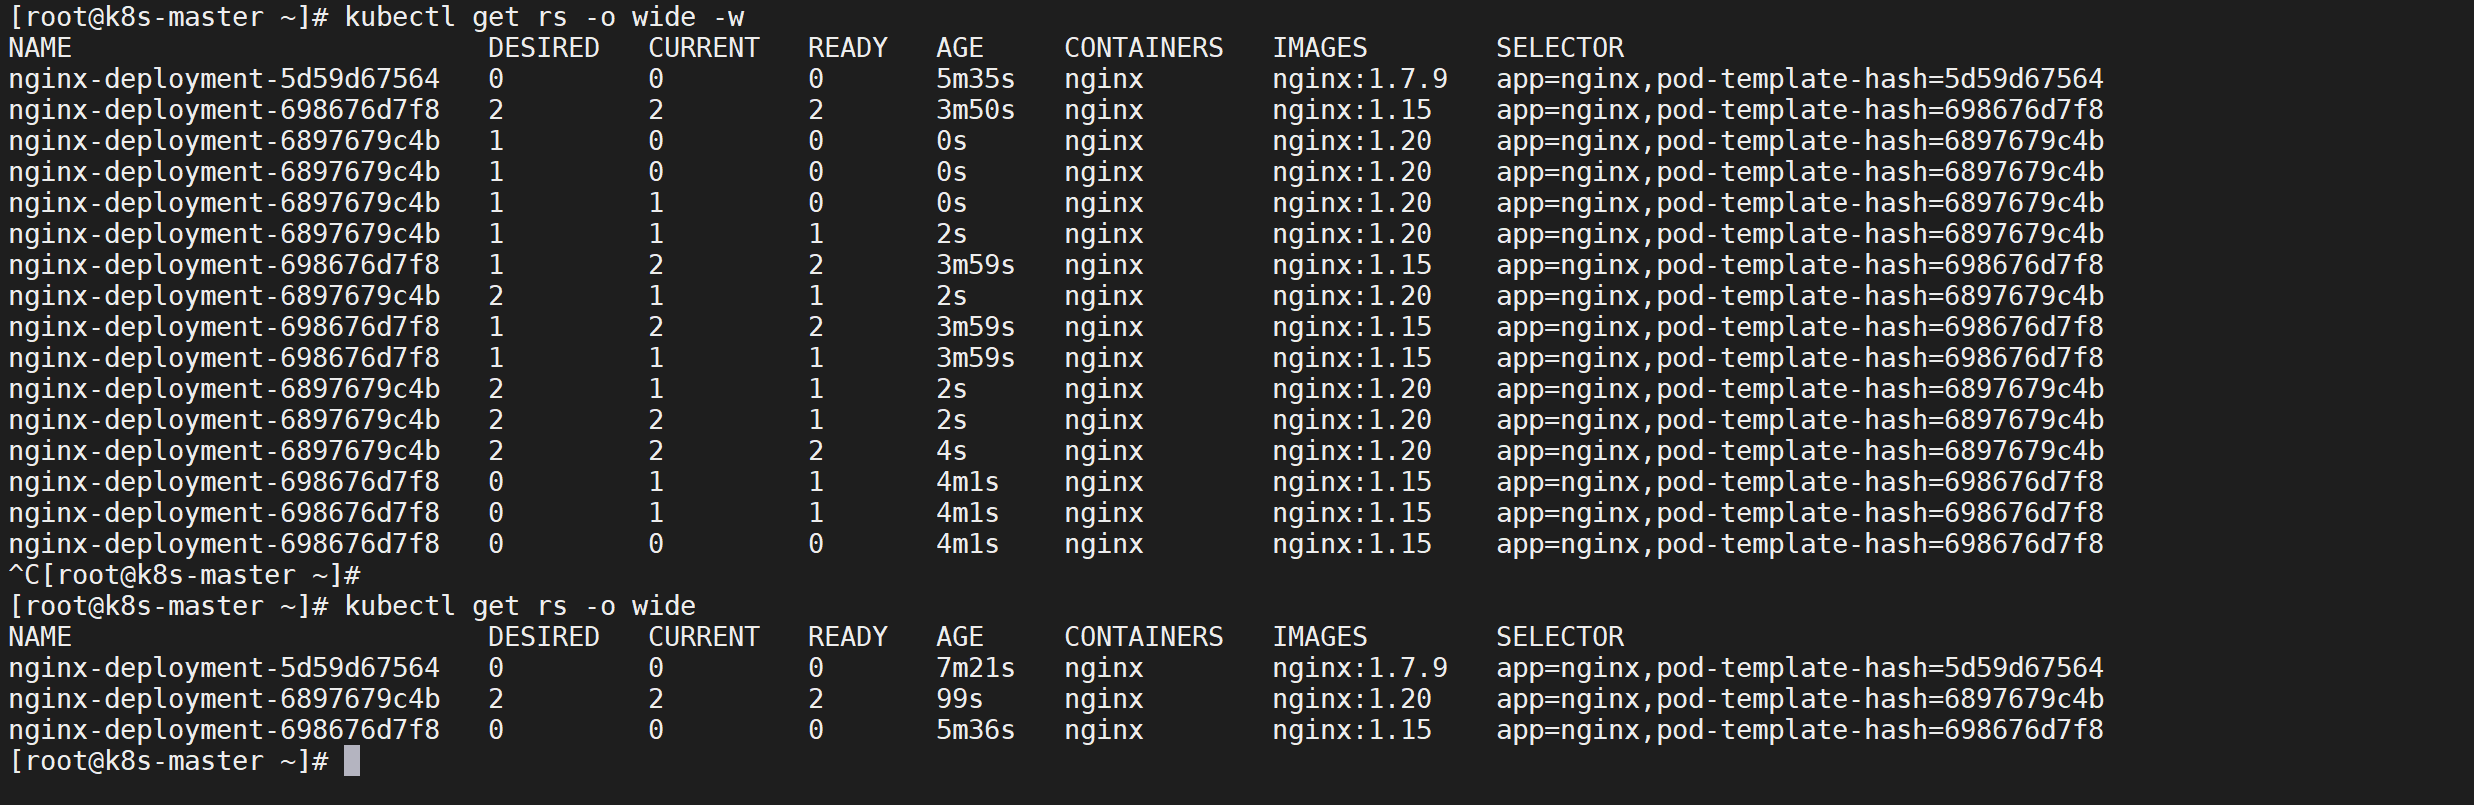 [root@k8s-master ~]# kubectl get rs -o wide -w
NAME                          DESIRED   CURRENT   READY   AGE     CONTAINERS   IMAGES        SELECTOR
nginx-deployment-5d59d67564   0         0         0       5m35s   nginx        nginx:1.7.9   app=nginx,pod-template-hash=5d59d67564
nginx-deployment-698676d7f8   2         2         2       3m50s   nginx        nginx:1.15    app=nginx,pod-template-hash=698676d7f8
nginx-deployment-6897679c4b   1         0         0       0s      nginx        nginx:1.20    app=nginx,pod-template-hash=6897679c4b
nginx-deployment-6897679c4b   1         0         0       0s      nginx        nginx:1.20    app=nginx,pod-template-hash=6897679c4b
nginx-deployment-6897679c4b   1         1         0       0s      nginx        nginx:1.20    app=nginx,pod-template-hash=6897679c4b
nginx-deployment-6897679c4b   1         1         1       2s      nginx        nginx:1.20    app=nginx,pod-template-hash=6897679c4b
nginx-deployment-698676d7f8   1         2         2       3m59s   nginx        nginx:1.15    app=nginx,pod-template-hash=698676d7f8
nginx-deployment-6897679c4b   2         1         1       2s      nginx        nginx:1.20    app=nginx,pod-template-hash=6897679c4b
nginx-deployment-698676d7f8   1         2         2       3m59s   nginx        nginx:1.15    app=nginx,pod-template-hash=698676d7f8
nginx-deployment-698676d7f8   1         1         1       3m59s   nginx        nginx:1.15    app=nginx,pod-template-hash=698676d7f8
nginx-deployment-6897679c4b   2         1         1       2s      nginx        nginx:1.20    app=nginx,pod-template-hash=6897679c4b
nginx-deployment-6897679c4b   2         2         1       2s      nginx        nginx:1.20    app=nginx,pod-template-hash=6897679c4b
nginx-deployment-6897679c4b   2         2         2       4s      nginx        nginx:1.20    app=nginx,pod-template-hash=6897679c4b
nginx-deployment-698676d7f8   0         1         1       4m1s    nginx        nginx:1.15    app=nginx,pod-template-hash=698676d7f8
nginx-deployment-698676d7f8   0         1         1       4m1s    nginx        nginx:1.15    app=nginx,pod-template-hash=698676d7f8
nginx-deployment-698676d7f8   0         0         0       4m1s    nginx        nginx:1.15    app=nginx,pod-template-hash=698676d7f8
^C[root@k8s-master ~]#
[root@k8s-master ~]# kubectl get rs -o wide
NAME                          DESIRED   CURRENT   READY   AGE     CONTAINERS   IMAGES        SELECTOR
nginx-deployment-5d59d67564   0         0         0       7m21s   nginx        nginx:1.7.9   app=nginx,pod-template-hash=5d59d67564
nginx-deployment-6897679c4b   2         2         2       99s     nginx        nginx:1.20    app=nginx,pod-template-hash=6897679c4b
nginx-deployment-698676d7f8   0         0         0       5m36s   nginx        nginx:1.15    app=nginx,pod-template-hash=698676d7f8
[root@k8s-master ~]#